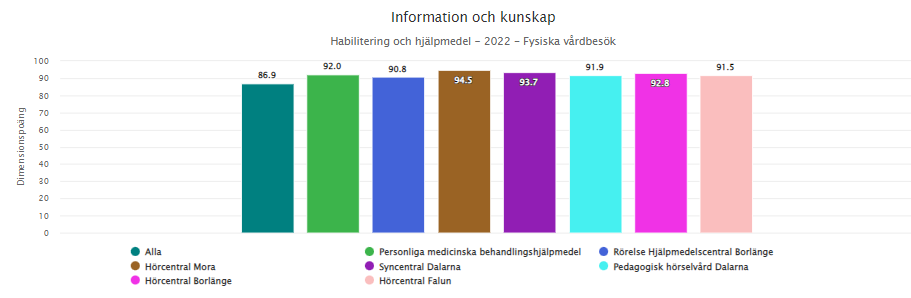 Information och kunskap
Habilitering och hjälpmedel - 2022 - Fysiska vårdbesök
Dimensionspoäng
100
90
80
70
60
50
40
30
20
10
0
86.9
92.0
90.8
94.5
93.7
91.9
92.8
91.5
Alla
Personliga medicinska behandlingshjälpmedel
Rörelse Hjälpmedelscentral Borlänge
Hörcentral Mora
Syncentral Dalarna
Pedagogisk hörselvård Dalarna
Hörcentral Borlänge
Hörcentral Falun